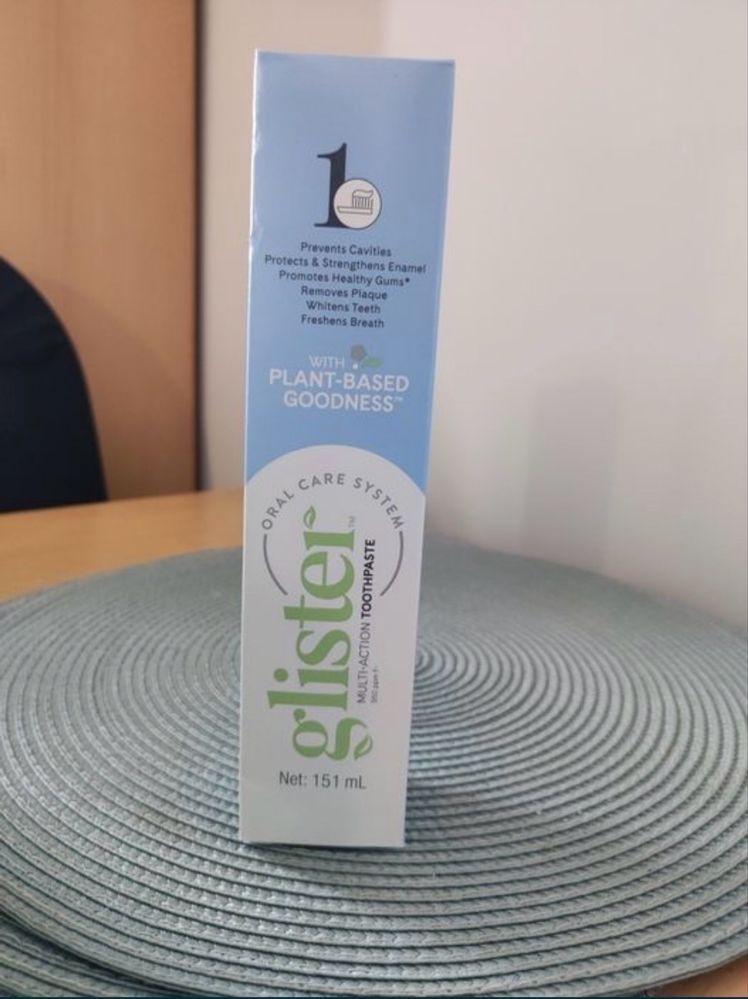 1
Prevents Cavities
Protects & Strengthens Enamel
Promotes Healthy Gums*
Removes Plaque
Whitens Teeth
Freshens Breath
WITH
PLANT-BASED
GOODNESS™
ORAL CARE SYSTEM
glister™
MULTI-ACTION TOOTHPASTE
Net: 151 mL